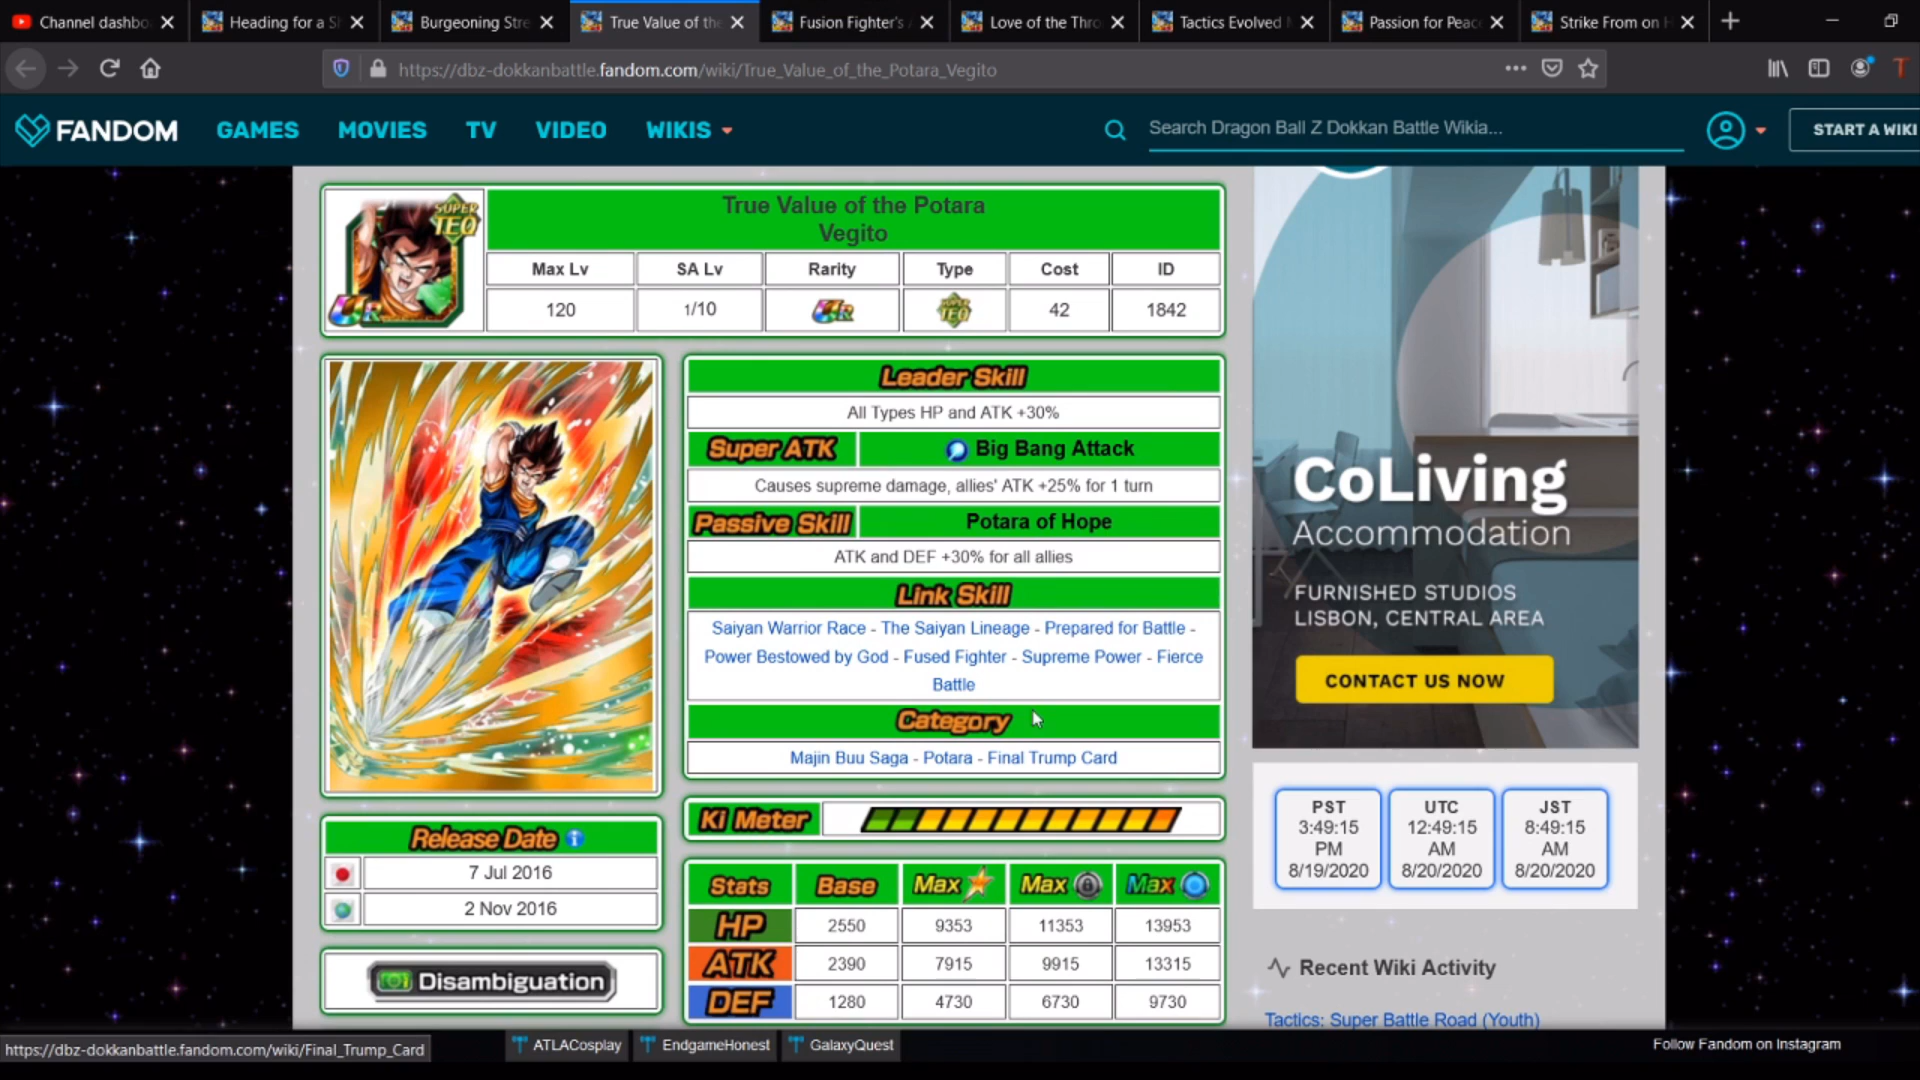 Channel dashbo
Heading for a S
Burgeoning Stre
True Value of the
Fusion Fighter's
Love of the Thro
Tactics Evolved
Passion for Peac
Strike From on H
https://dbz-dokkanbattle.fandom.com/wiki/True_Value_of_the_Potara_Vegito
FANDOM
GAMES
MOVIES
TV
VIDEO
WIKIS
Search Dragon Ball Z Dokkan Battle Wikia...
START A WIKI
SUPER
TEQ
UR
True Value of the Potara
Vegito
Max Lv SA Lv Rarity Type Cost ID
120 1/10 UR SUPER TEQ 42 1842
Leader Skill
All Types HP and ATK +30%
Super ATK Big Bang Attack
Causes supreme damage, allies' ATK +25% for 1 turn
Passive Skill Potara of Hope
ATK and DEF +30% for all allies
Link Skill
Saiyan Warrior Race - The Saiyan Lineage - Prepared for Battle -
Power Bestowed by God - Fused Fighter - Supreme Power - Fierce
Battle
Category
Majin Buu Saga - Potara - Final Trump Card
Ki Meter
Release Date
7 Jul 2016
2 Nov 2016
Disambiguation
Stats Base Max Max Max
HP 2550 9353 11353 13953
ATK 2390 7915 9915 13315
DEF 1280 4730 6730 9730
CoLiving
Accommodation
FURNISHED STUDIOS
LISBON, CENTRAL AREA
CONTACT US NOW
PST
3:49:15
PM
8/19/2020
UTC
12:49:15
AM
8/20/2020
JST
8:49:15
AM
8/20/2020
Recent Wiki Activity
Tactics: Super Battle Road (Youth)
https://dbz-dokkanbattle.fandom.com/wiki/Final_Trump_Card
ATLACosplay
EndgameHonest
GalaxyQuest
Follow Fandom on Instagram